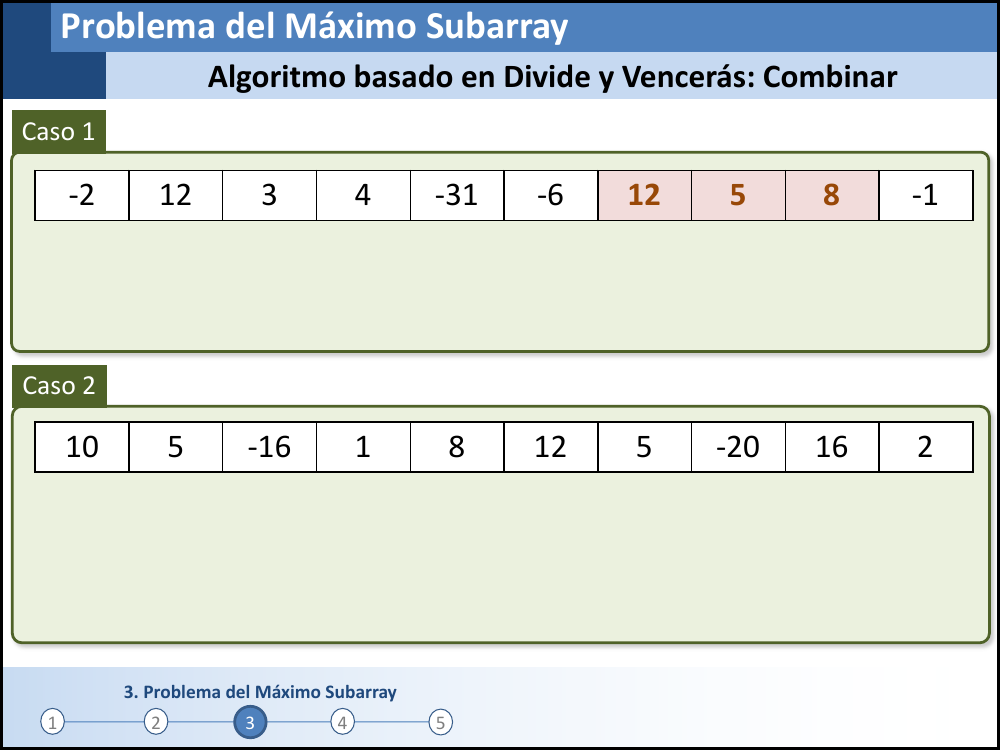 Problema del Máximo Subarray
Algoritmo basado en Divide y Vencerás: Combinar
Caso 1
-2 12 3 4 -31 -6 12 5 8 -1
Caso 2
10 5 -16 1 8 12 5 -20 16 2
3. Problema del Máximo Subarray
1 2 3 4 5